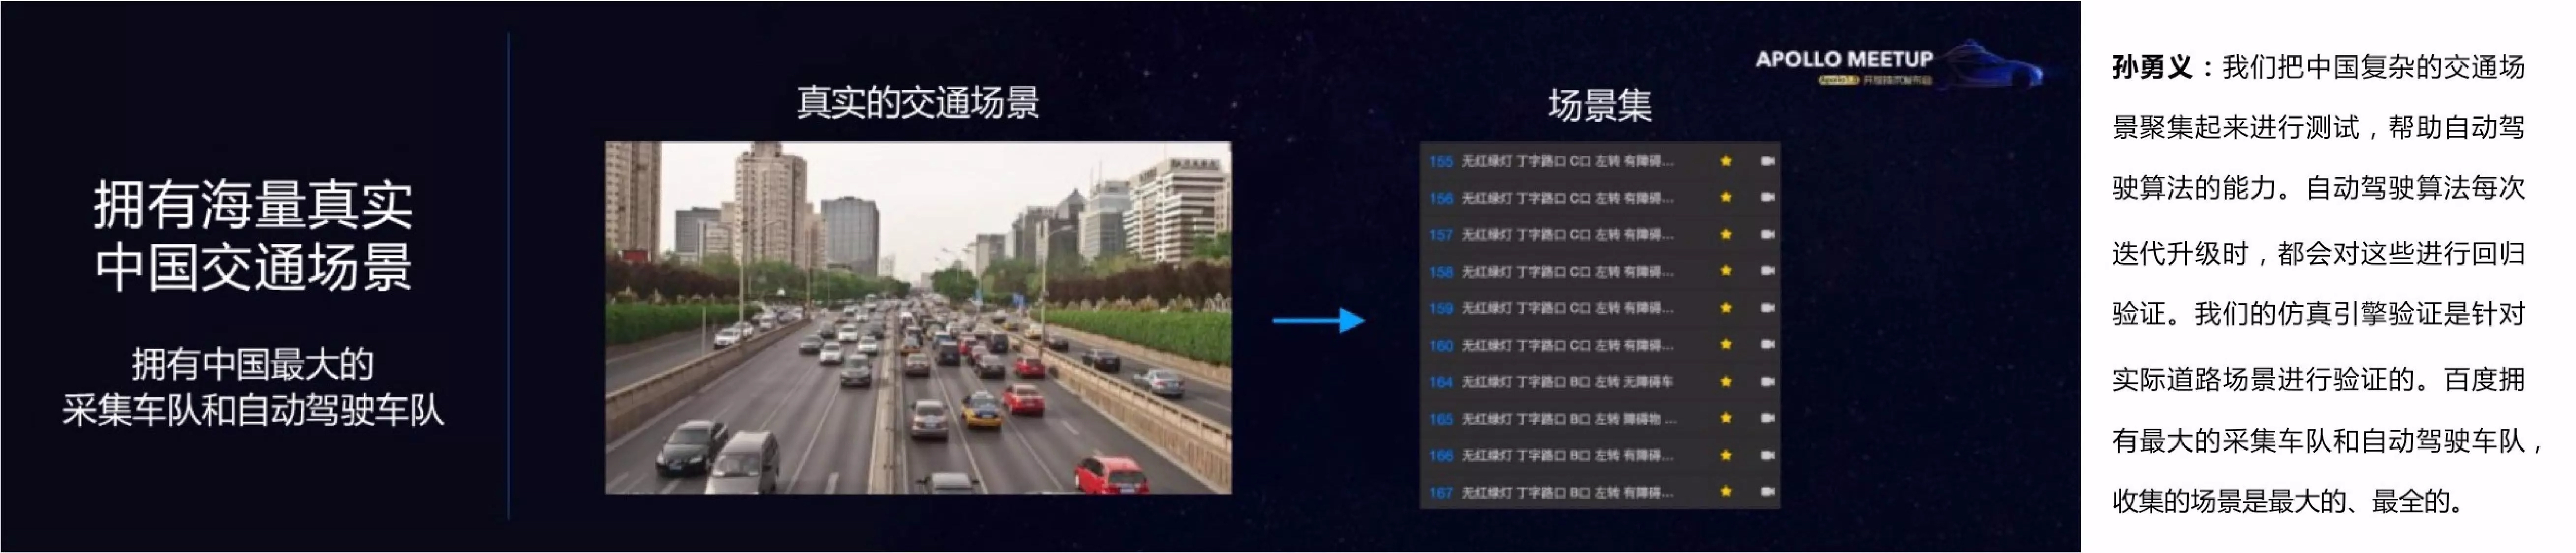 拥有海量真实
中国交通场景
拥有中国最大的
采集车队和自动驾驶车队
真实的交通场景
场景集
155 无红绿灯 丁字路口 C口 左转 有障碍...
156 无红绿灯 丁字路口 C口 左转 有障碍...
157 无红绿灯 丁字路口 C口 左转 有障碍...
158 无红绿灯 丁字路口 C口 左转 有障碍...
159 无红绿灯 丁字路口 C口 左转 有障碍...
160 无红绿灯 丁字路口 C口 左转 有障碍...
164 无红绿灯 丁字路口 B口 左转 无障碍车
165 无红绿灯 丁字路口 B口 左转 障碍物 ...
166 无红绿灯 丁字路口 B口 左转 有障碍...
167 无红绿灯 丁字路口 B口 左转 有障碍...
APOLLO MEETUP
孙勇义：我们把中国复杂的交通场
景聚集起来进行测试，帮助自动驾
驶算法的能力。自动驾驶算法每次
迭代升级时，都会对这些进行回归
验证。我们的仿真引擎验证是针对
实际道路场景进行验证的。百度拥
有最大的采集车队和自动驾驶车队，
收集的场景是最大的、最全的。